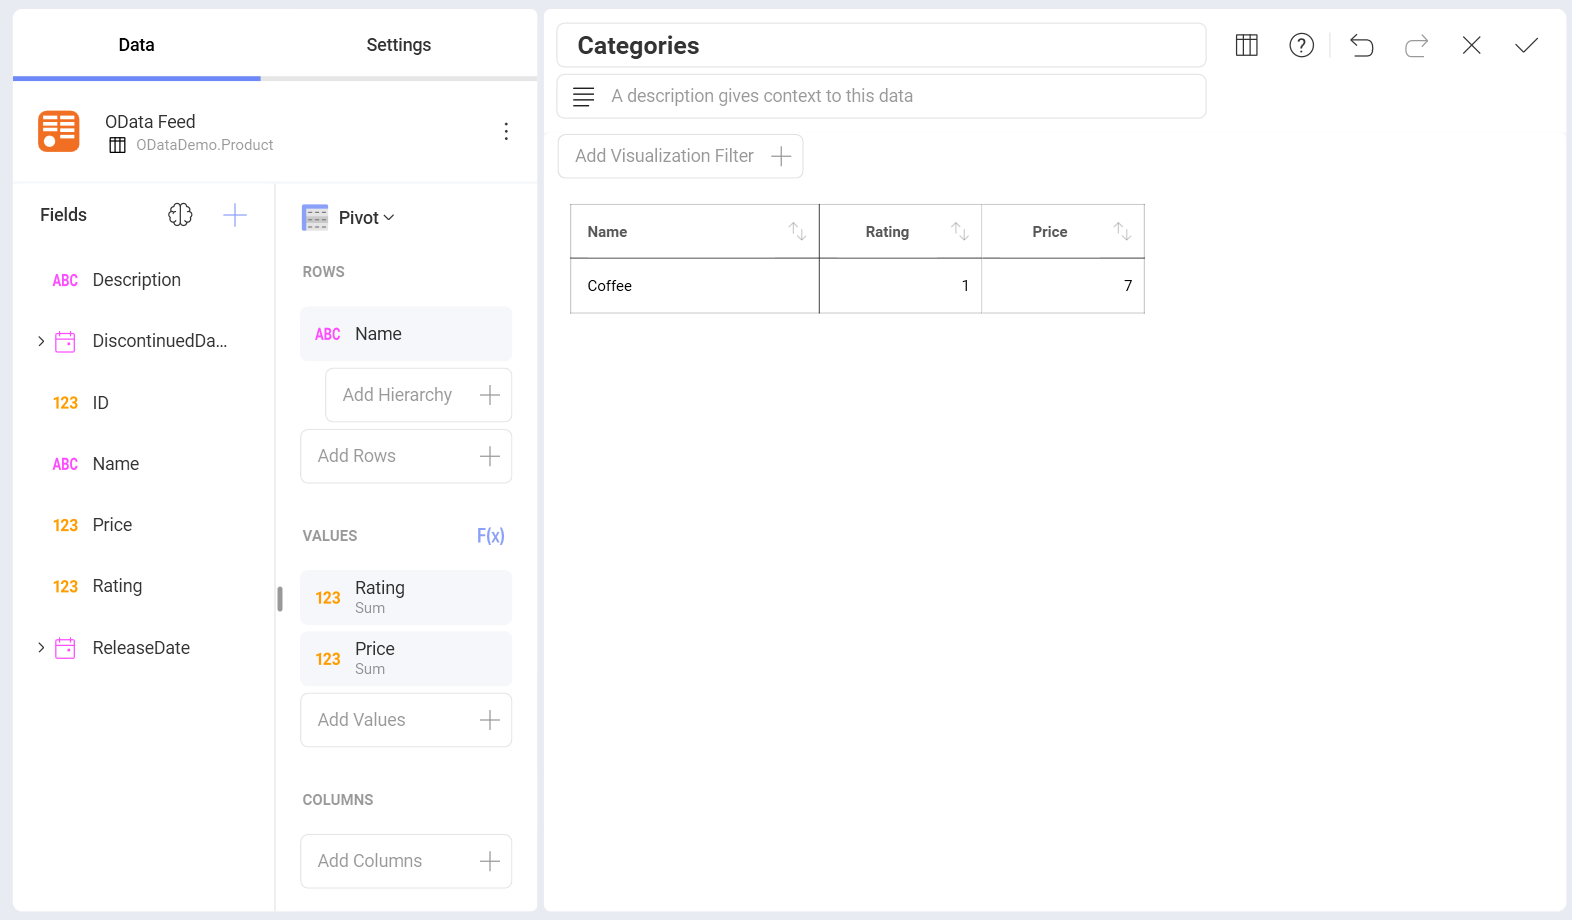 Data
Settings
OData Feed
ODataDemo.Product
Fields
ABC Description
DiscontinuedDa...
123 ID
ABC Name
123 Price
123 Rating
ReleaseDate
Pivot
ROWS
ABC Name
Add Hierarchy
Add Rows
VALUES F(x)
123 Rating
Sum
123 Price
Sum
Add Values
COLUMNS
Add Columns
Categories
?
A description gives context to this data
Add Visualization Filter
Name Rating Price
Coffee 1 7